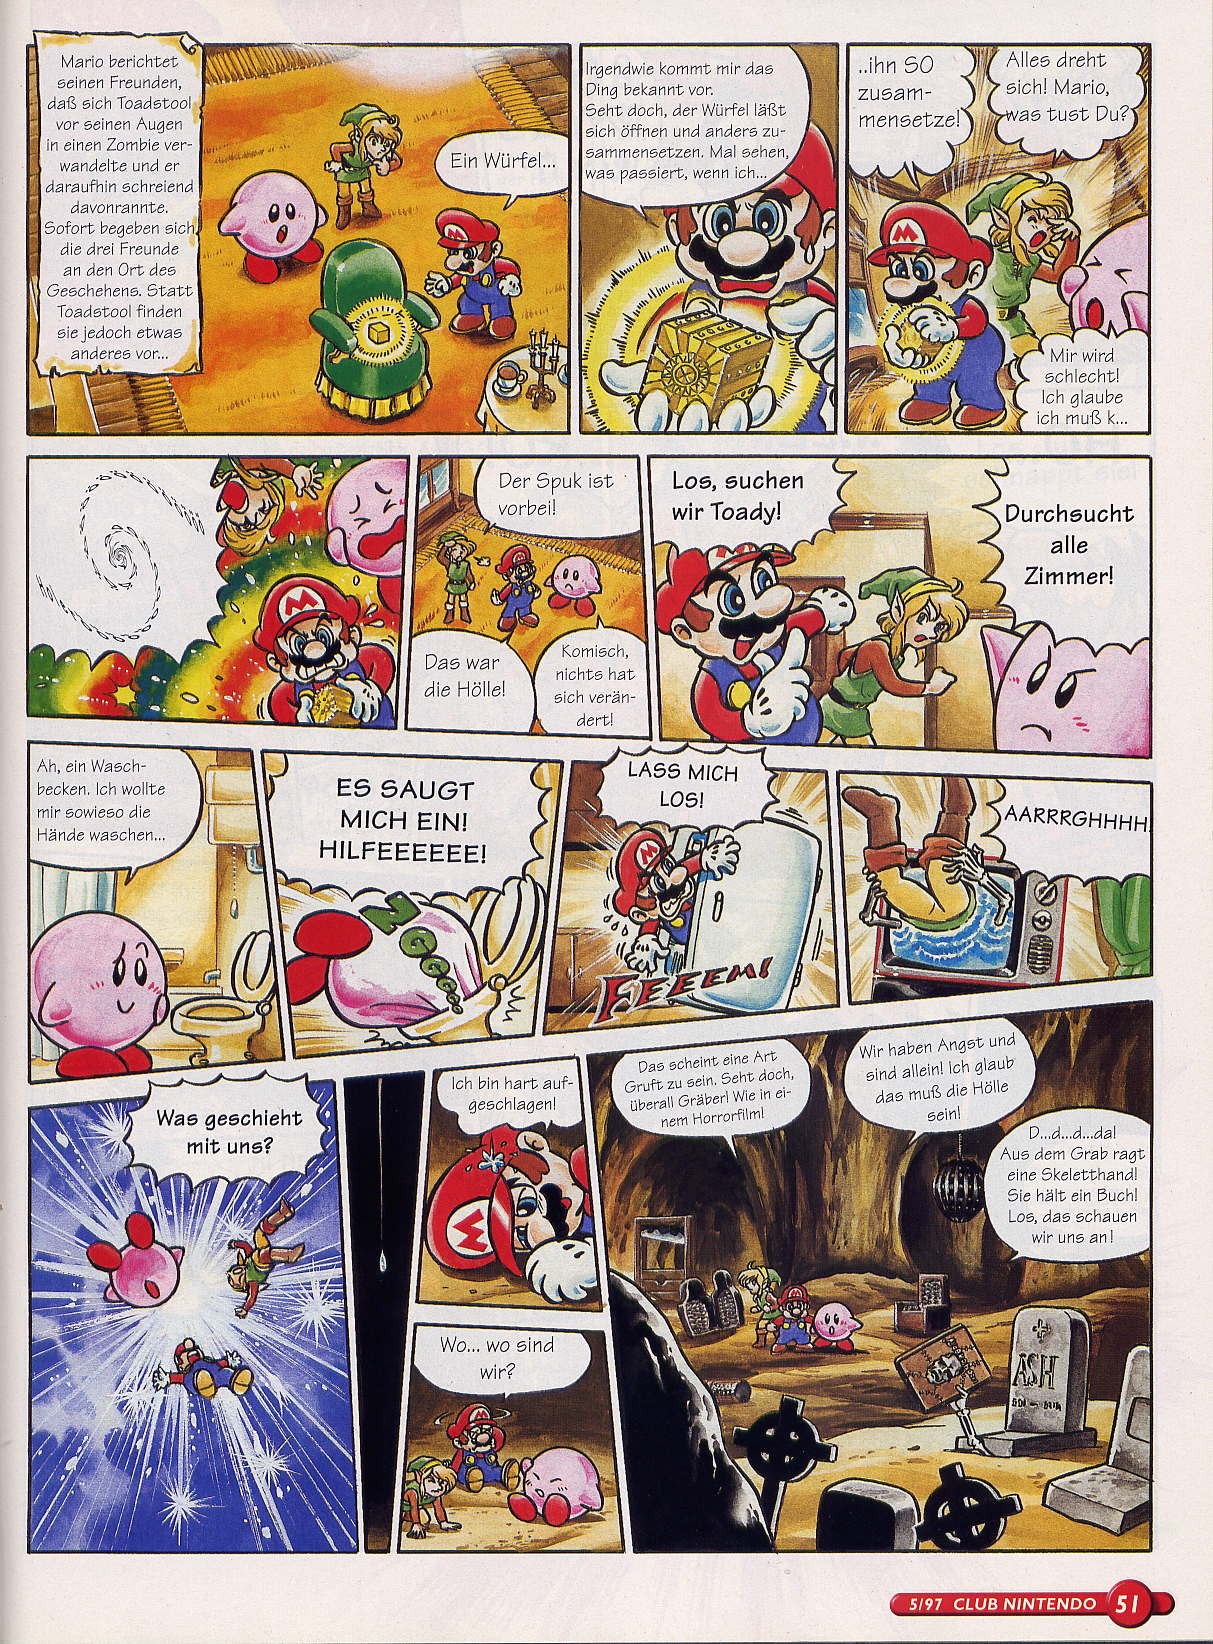 Mario berichtet
seinen Freunden,
daß sich Toadstool
vor seinen Augen
in einen Zombie ver-
wandelte und er
daraufhin schreiend
davonrannte.
Sofort begeben sich
die drei Freunde
an den Ort des
Geschehens. Statt
Toadstool finden
sie jedoch etwas
anderes vor...
Ein Würfel...
Irgendwie kommt mir das
Ding bekannt vor.
Seht doch, der Würfel läßt
sich öffnen und anders zu-
sammensetzen. Mal sehen,
was passiert, wenn ich...
..ihn SO
zusam-
mensetze!
Alles dreht
sich! Mario,
was tust Du?
Mir wird
schlecht!
Ich glaube
ich muß k...
Der Spuk ist
vorbei!
Das war
die Hölle!
Komisch,
nichts hat
sich verän-
dert!
Los, suchen
wir Toady!
Durchsucht
alle
Zimmer!
Ah, ein Wasch-
becken. Ich wollte
mir sowieso die
Hände waschen...
ES SAUGT
MICH EIN!
HILFEEEEEE!
ZOGGG...
LASS MICH
LOS!
FEEEEM!
AARRRGHHHH.
Was geschieht
mit uns?
Ich bin hart auf-
geschlagen!
Wo... wo sind
wir?
Das scheint eine Art
Gruft zu sein. Seht doch,
überall Gräber! Wie in ei-
nem Horrorfilm!
Wir haben Angst und
sind allein! Ich glaub
das muß die Hölle
sein!
D...d...d...da!
Aus dem Grab ragt
eine Skeletthand!
Sie hält ein Buch!
Los, das schauen
wir uns an!
ASH
5/97 CLUB NINTENDO 51